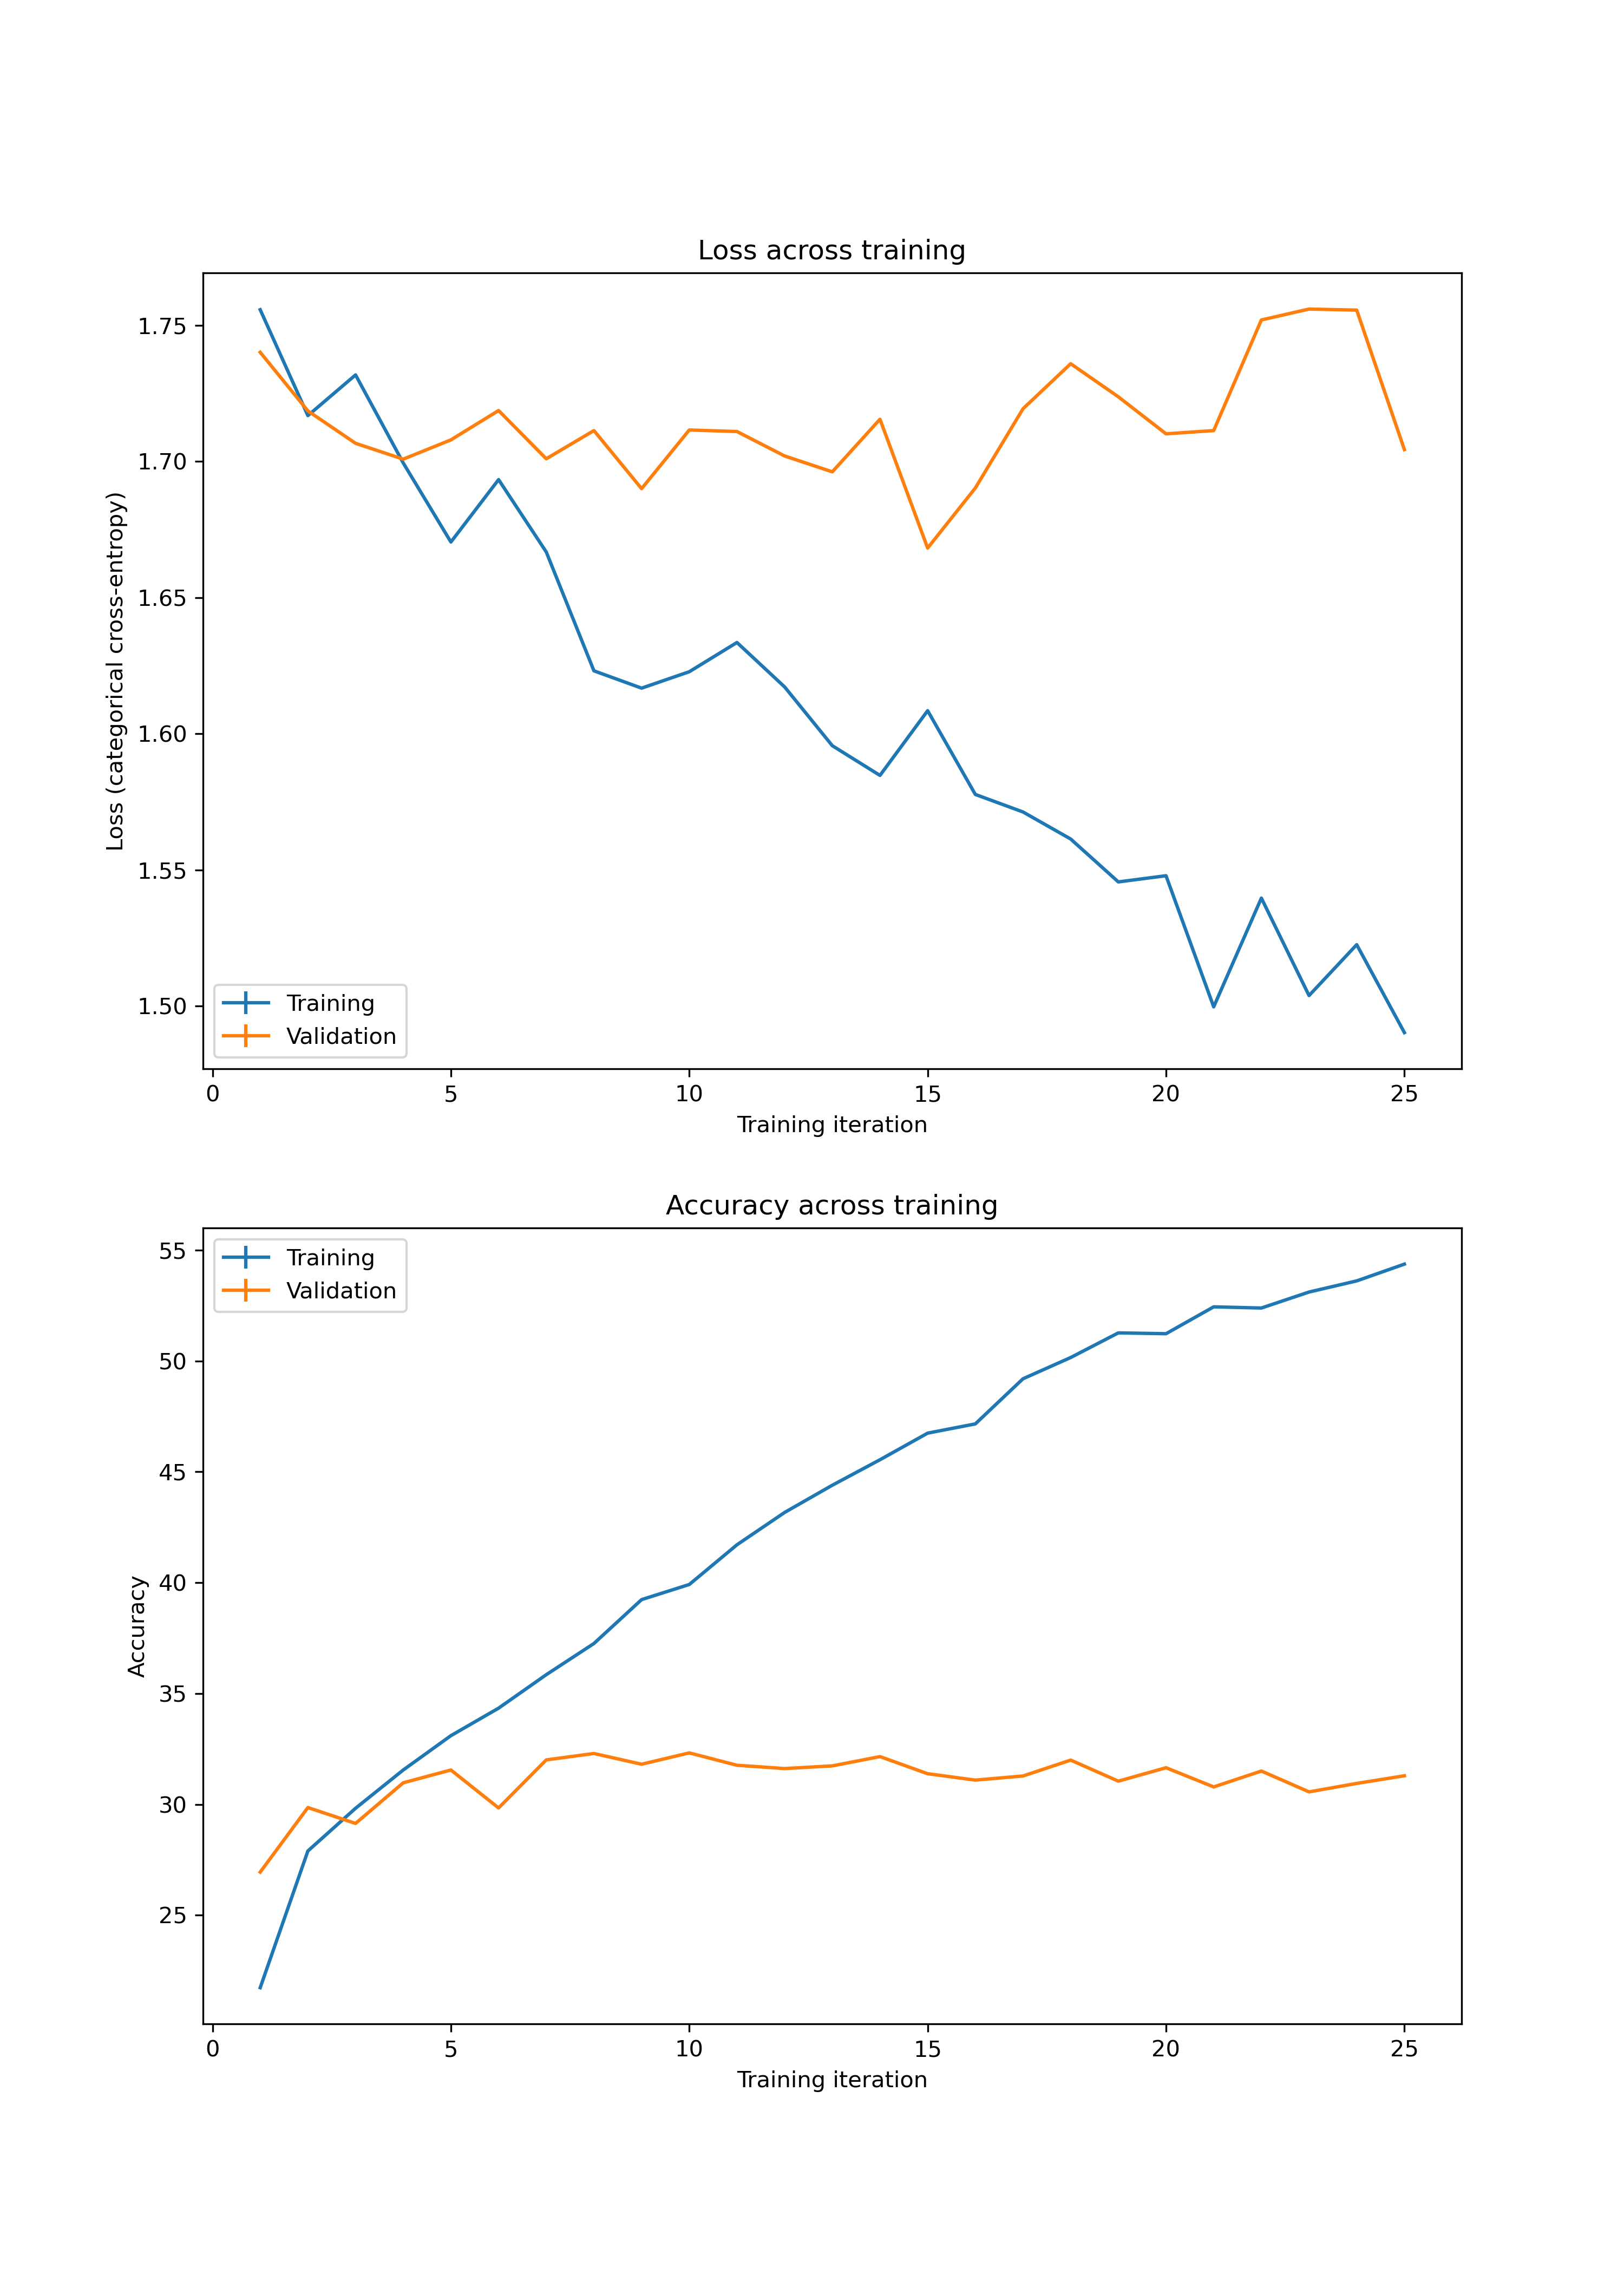 Loss across training
1.75
1.70
1.65
1.60
1.55
1.50
Loss (categorical cross-entropy)
Training
Validation
0 5 10 15 20 25
Training iteration
Accuracy across training
55
50
45
40
35
30
25
Accuracy
Training
Validation
0 5 10 15 20 25
Training iteration